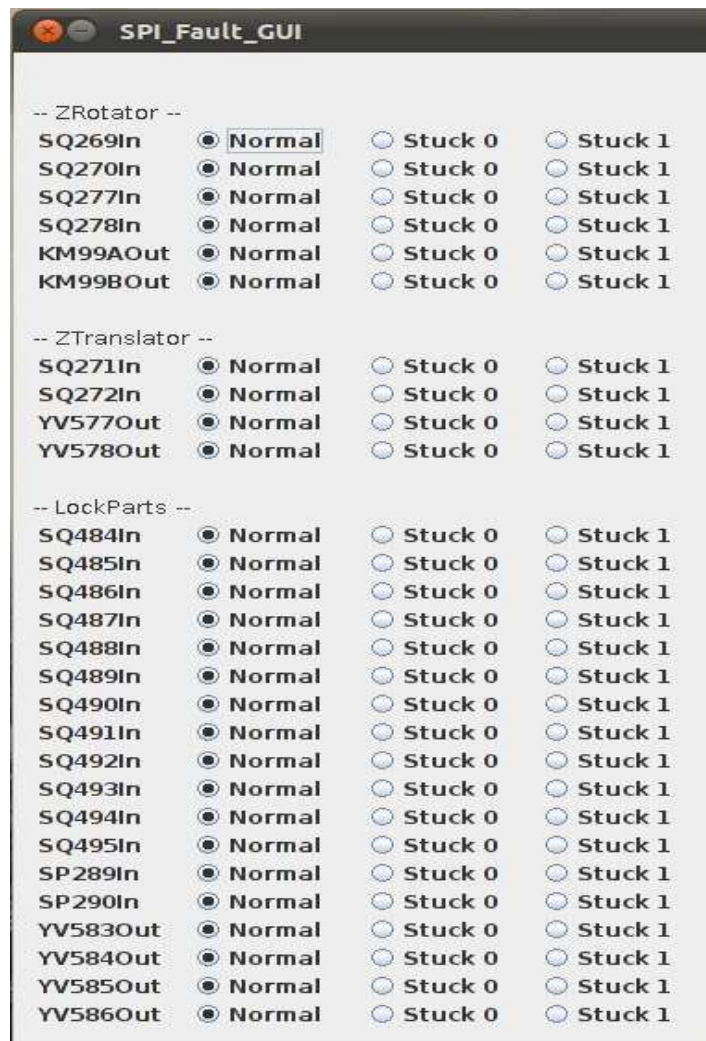 SPI_Fault_GUI
-- ZRotator --
SQ269In Normal Stuck 0 Stuck 1
SQ270In Normal Stuck 0 Stuck 1
SQ277In Normal Stuck 0 Stuck 1
SQ278In Normal Stuck 0 Stuck 1
KM99AOut Normal Stuck 0 Stuck 1
KM99BOut Normal Stuck 0 Stuck 1
-- ZTranslator --
SQ271In Normal Stuck 0 Stuck 1
SQ272In Normal Stuck 0 Stuck 1
YV577Out Normal Stuck 0 Stuck 1
YV578Out Normal Stuck 0 Stuck 1
-- LockParts --
SQ484In Normal Stuck 0 Stuck 1
SQ485In Normal Stuck 0 Stuck 1
SQ486In Normal Stuck 0 Stuck 1
SQ487In Normal Stuck 0 Stuck 1
SQ488In Normal Stuck 0 Stuck 1
SQ489In Normal Stuck 0 Stuck 1
SQ490In Normal Stuck 0 Stuck 1
SQ491In Normal Stuck 0 Stuck 1
SQ492In Normal Stuck 0 Stuck 1
SQ493In Normal Stuck 0 Stuck 1
SQ494In Normal Stuck 0 Stuck 1
SQ495In Normal Stuck 0 Stuck 1
SP289In Normal Stuck 0 Stuck 1
SP290In Normal Stuck 0 Stuck 1
YV583Out Normal Stuck 0 Stuck 1
YV584Out Normal Stuck 0 Stuck 1
YV585Out Normal Stuck 0 Stuck 1
YV586Out Normal Stuck 0 Stuck 1